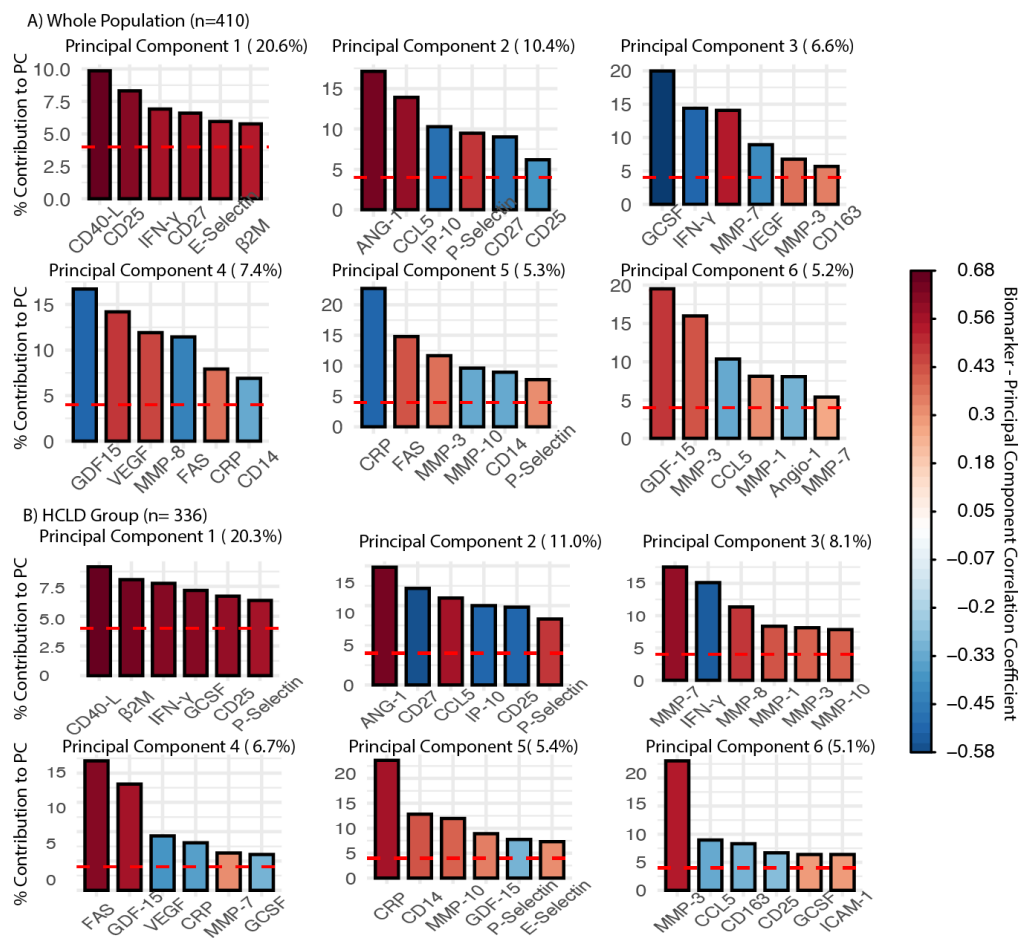 A) Whole Population (n=410)
Principal Component 1 ( 20.6%)
% Contribution to PC
10.0
7.5
5.0
2.5
0.0
CD40-L
CD25
IFN-γ
CD27
E-Selectin
β2M
Principal Component 2 ( 10.4%)
15
10
5
0
ANG-1
CCL5
IP-10
P-Selectin
CD27
CD25
Principal Component 3 ( 6.6%)
20
15
10
5
0
GCSF
IFN-γ
MMP-7
VEGF
MMP-3
CD163
Principal Component 4 ( 7.4%)
% Contribution to PC
15
10
5
0
GDF15
VEGF
MMP-8
FAS
CRP
CD14
Principal Component 5 ( 5.3%)
20
15
10
5
0
CRP
FAS
MMP-3
MMP-10
CD14
P-Selectin
Principal Component 6 ( 5.2%)
20
15
10
5
0
GDF-15
MMP-3
CCL5
MMP-1
Angio-1
MMP-7
B) HCLD Group (n= 336)
Principal Component 1 ( 20.3%)
% Contribution to PC
7.5
5.0
2.5
0
CD40-L
β2M
IFN-γ
GCSF
CD25
P-Selectin
Principal Component 2 ( 11.0%)
15
10
5
0
ANG-1
CD27
CCL5
IP-10
CD25
P-Selectin
Principal Component 3( 8.1%)
15
10
5
0
MMP-7
IFN-γ
MMP-8
MMP-1
MMP-3
MMP-10
Principal Component 4 ( 6.7%)
% Contribution to PC
15
10
5
0
FAS
GDF-15
VEGF
CRP
MMP-7
GCSF
Principal Component 5( 5.4%)
20
15
10
5
0
CRP
CD14
MMP-10
GDF-15
P-Selectin
E-Selectin
Principal Component 6 (5.1%)
20
15
10
5
0
MMP-3
CCL5
CD163
CD25
GCSF
ICAM-1
0.68
0.56
0.43
0.3
0.18
0.05
−0.07
−0.2
−0.33
−0.45
−0.58
Biomarker - Principal Component Correlation Coefficient